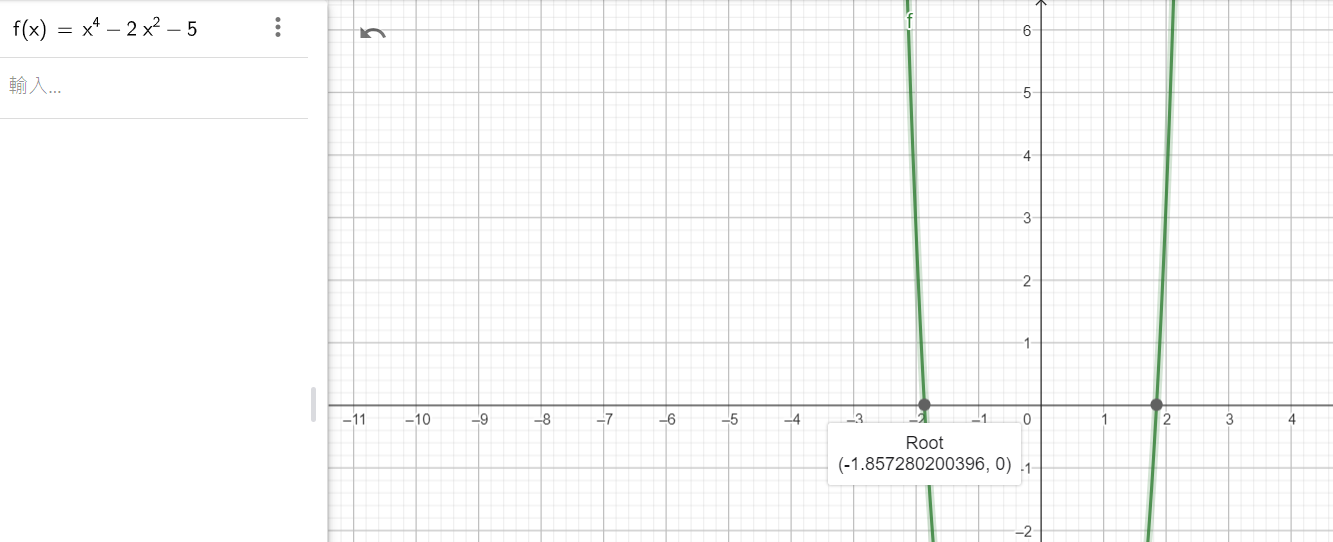 f(x) = x⁴ – 2 x² – 5
輸入...
f
6
5
4
3
2
1
–11 –10 –9 –8 –7 –6 –5 –4 –3 –2 –1 0 1 2 3 4
Root
(-1.857280200396, 0)
–1
–2